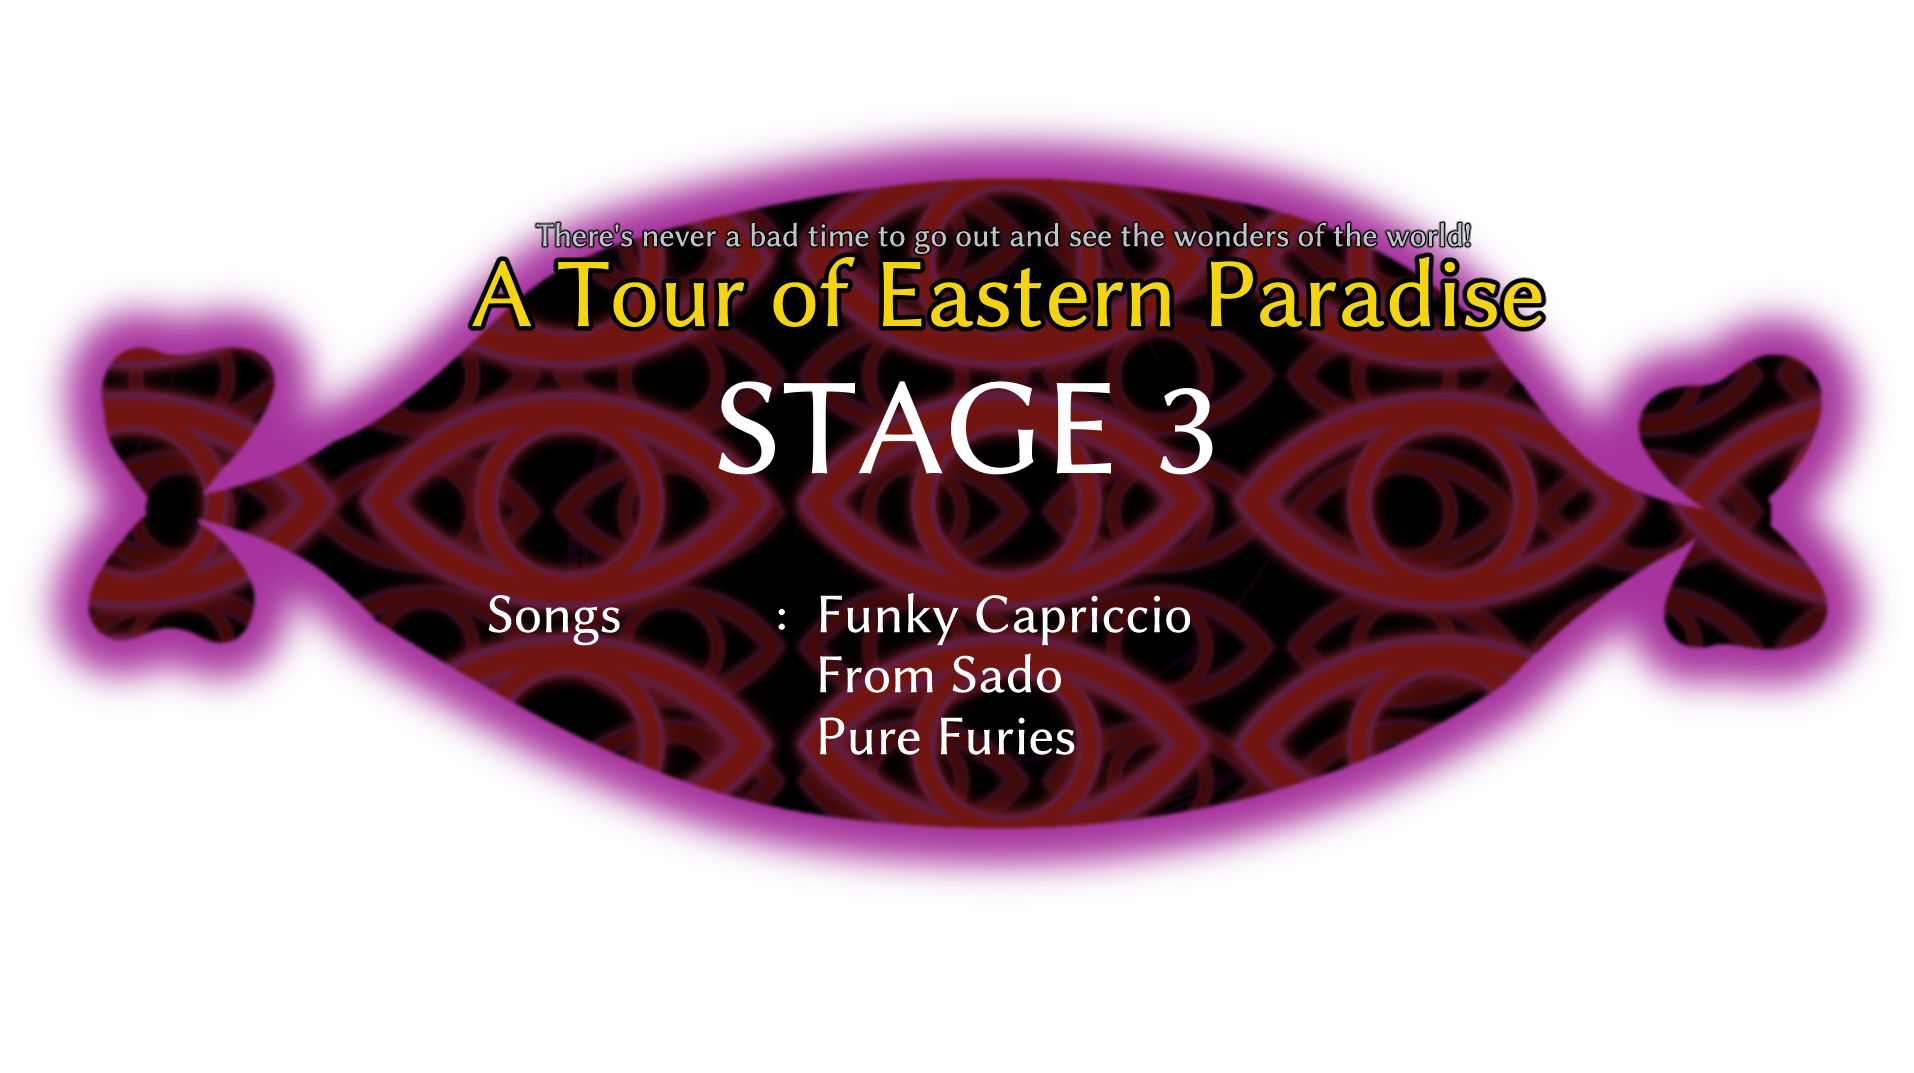 There's never a bad time to go out and see the wonders of the world!
A Tour of Eastern Paradise
STAGE 3
Songs : Funky Capriccio
From Sado
Pure Furies